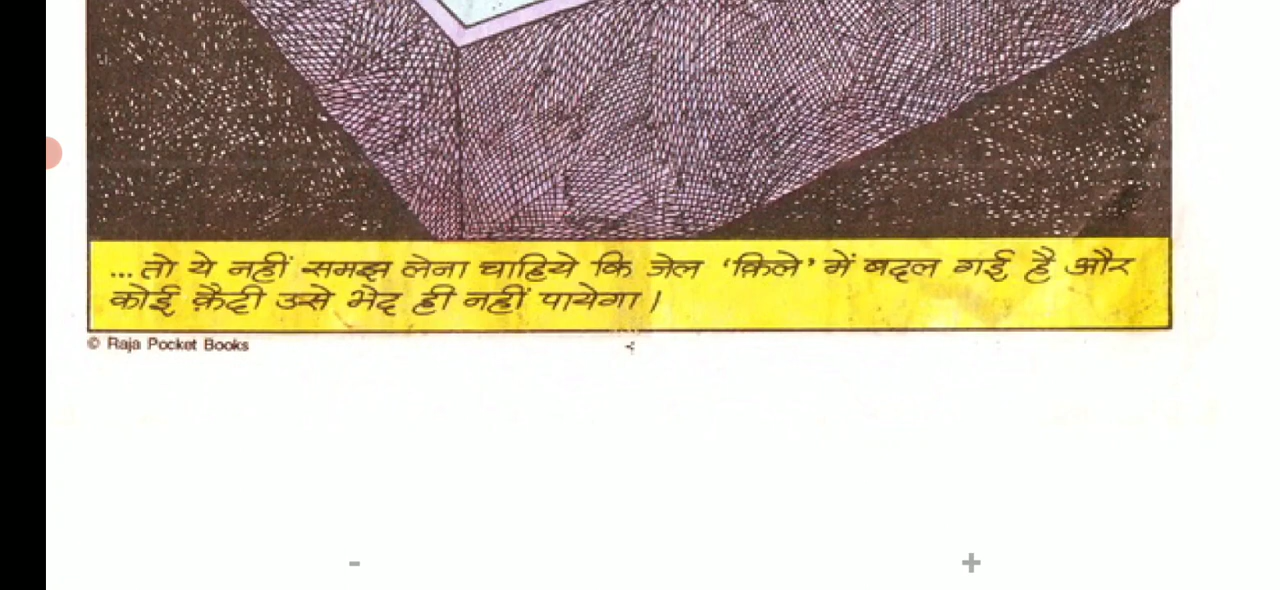 ... तो ये नहीं समझ लेना चाहिये कि जेल 'क़िले' में बदल गई है और
कोई क़ैदी उसे भेद ही नहीं पायेगा।
© Raja Pocket Books
-
+